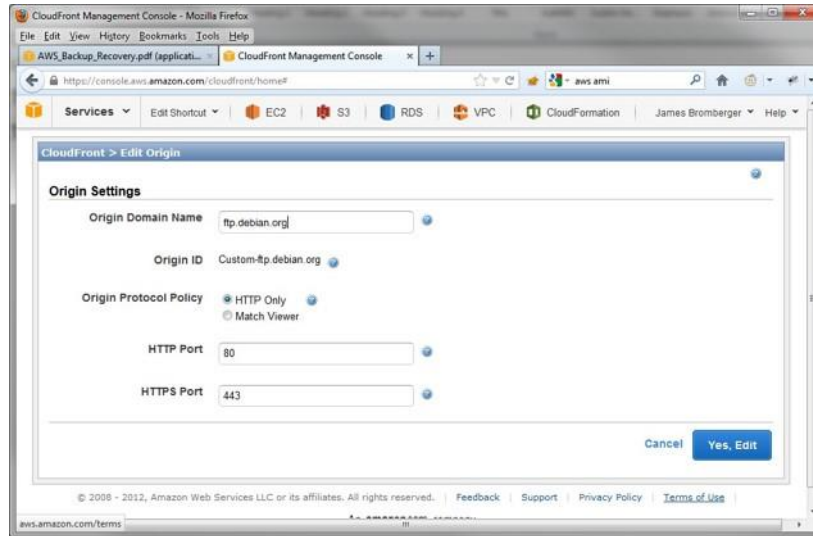 CloudFront Management Console - Mozilla Firefox
File Edit View History Bookmarks Tools Help
AWS_Backup_Recovery.pdf (applicati... CloudFront Management Console
https://console.aws.amazon.com/cloudfront/home# aws ami
Services Edit Shortcut EC2 S3 RDS VPC CloudFormation James Bromberger Help
CloudFront > Edit Origin
Origin Settings
Origin Domain Name ftp.debian.org
Origin ID Custom-ftp.debian.org
Origin Protocol Policy HTTP Only
Match Viewer
HTTP Port 80
HTTPS Port 443
Cancel Yes, Edit
© 2008 - 2012, Amazon Web Services LLC or its affiliates. All rights reserved. Feedback Support Privacy Policy Terms of Use
aws.amazon.com/terms